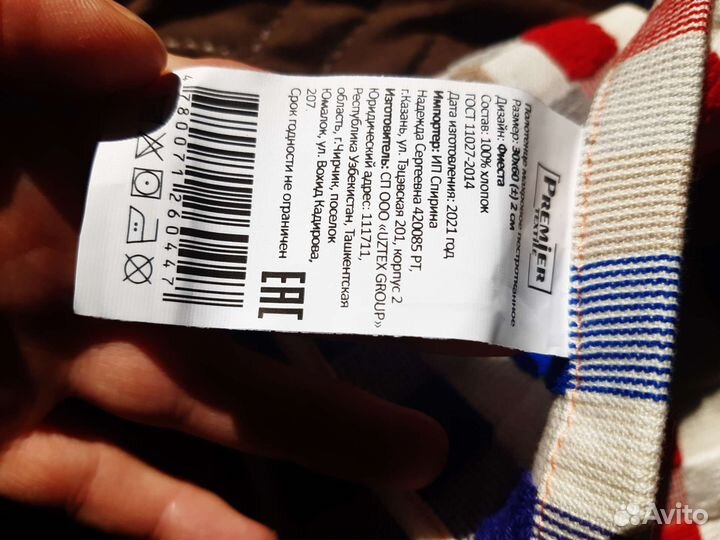 PREMIER
TEXTILE
Полотенце махровое пестротканное
Размер: 30х60 (±) 2 см
Дизайн: Фиеста
Состав: 100% хлопок
ГОСТ 11027-2014
Дата изготовления: 2021 год
Импортер: ИП Спирина
Надежда Сергеевна 420085 РТ,
г.Казань, ул. Тэцевская 201, корпус 2
Изготовитель: СП ООО «UZTEX GROUP»
Юридический адрес: 111711,
Республика Узбекистан, Ташкентская
область, г.Чирчик, поселок
Юмалок, ул. Вохид Кадирова,
207.
Срок годности не ограничен
EAC
4780071260447
Avito